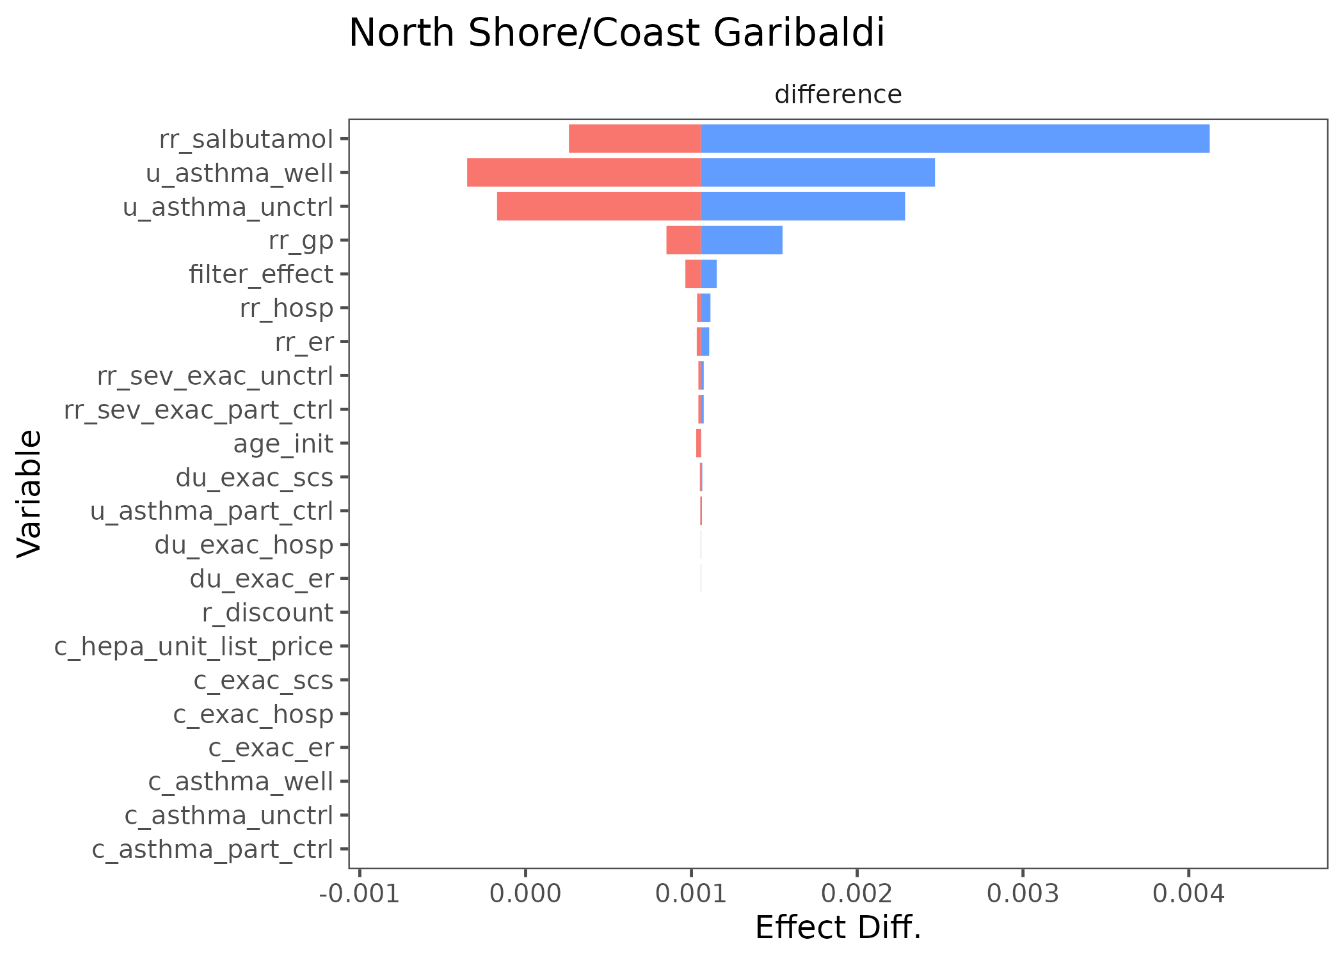 North Shore/Coast Garibaldi
difference
rr_salbutamol
u_asthma_well
u_asthma_unctrl
rr_gp
filter_effect
rr_hosp
rr_er
rr_sev_exac_unctrl
rr_sev_exac_part_ctrl
age_init
du_exac_scs
u_asthma_part_ctrl
du_exac_hosp
du_exac_er
r_discount
c_hepa_unit_list_price
c_exac_scs
c_exac_hosp
c_exac_er
c_asthma_well
c_asthma_unctrl
c_asthma_part_ctrl
Variable
-0.001 0.000 0.001 0.002 0.003 0.004
Effect Diff.